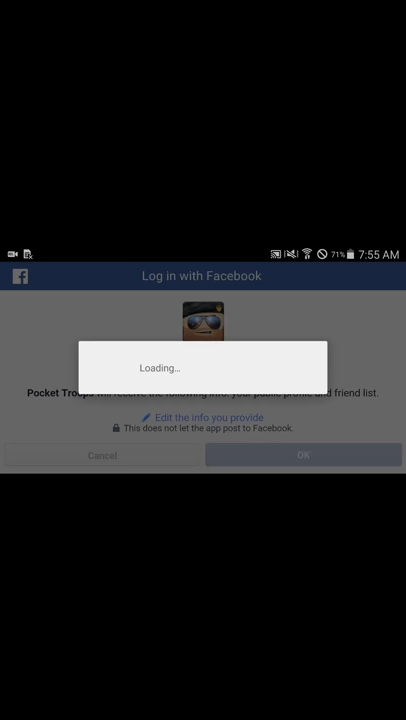 71% 7:55 AM
Log in with Facebook
Loading...
Pocket Troops will receive the following info: your public profile and friend list.
Edit the info you provide
This does not let the app post to Facebook.
Cancel OK